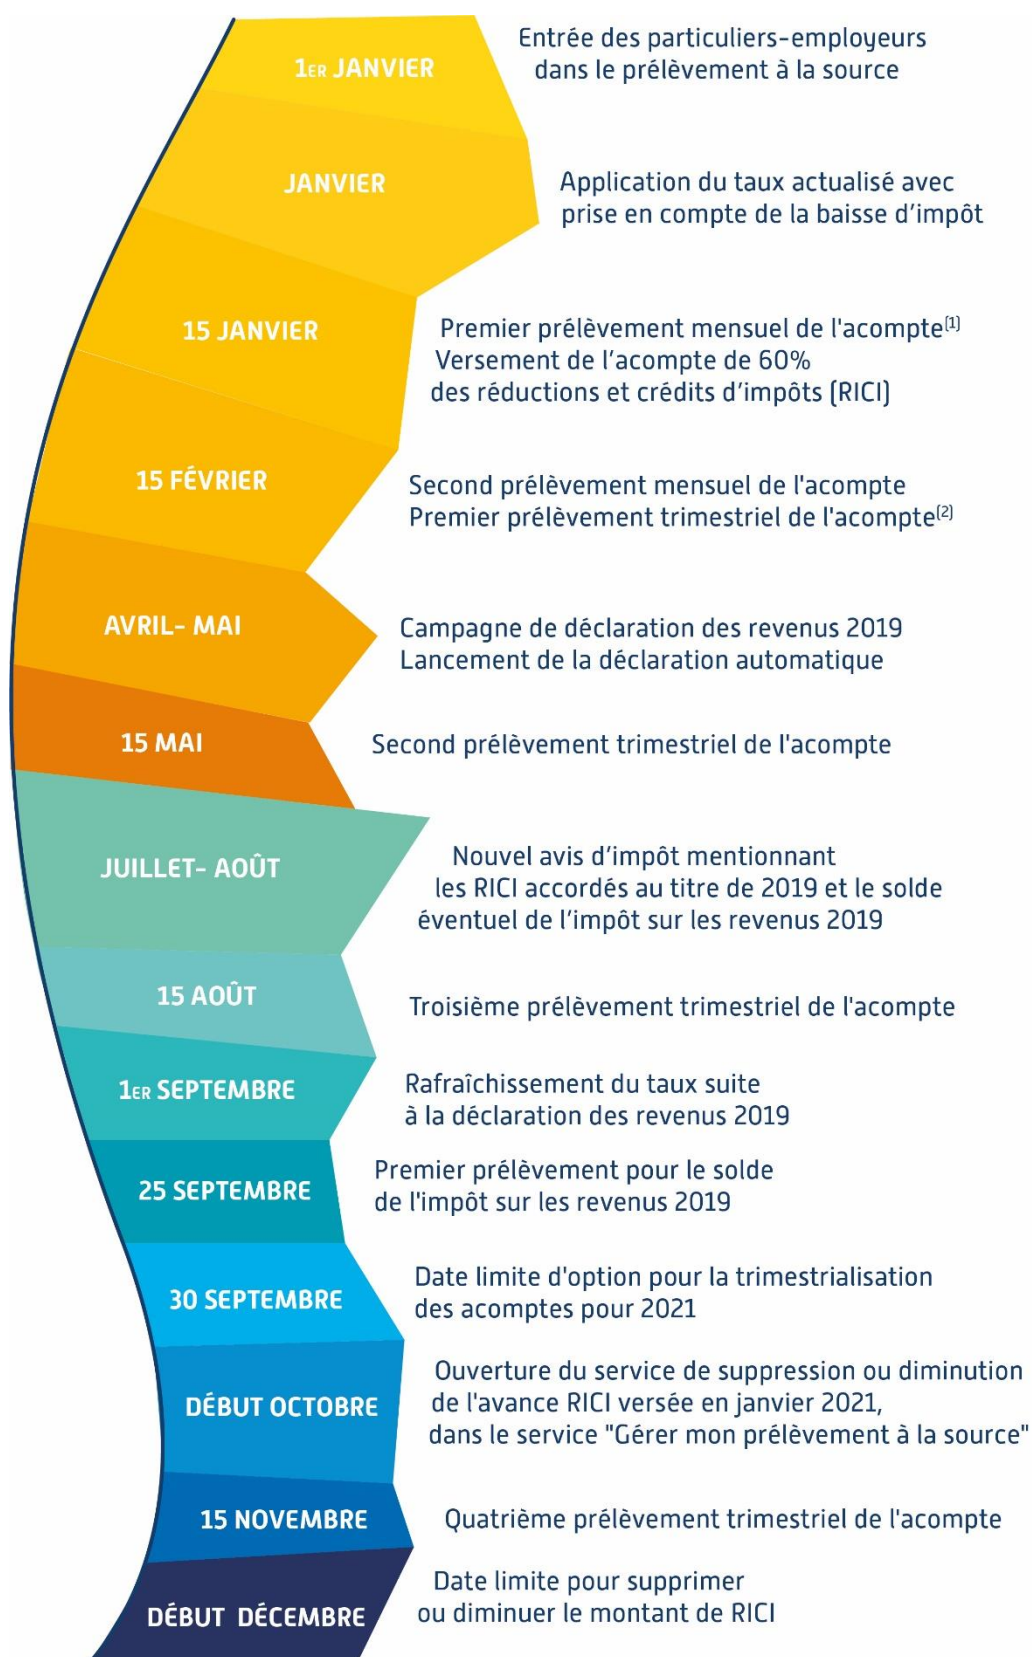 1ER JANVIER
Entrée des particuliers-employeurs
dans le prélèvement à la source
JANVIER
Application du taux actualisé avec
prise en compte de la baisse d’impôt
15 JANVIER
Premier prélèvement mensuel de l'acompte(1)
Versement de l’acompte de 60%
des réductions et crédits d’impôts (RICI)
15 FÉVRIER
Second prélèvement mensuel de l'acompte
Premier prélèvement trimestriel de l'acompte(2)
AVRIL- MAI
Campagne de déclaration des revenus 2019
Lancement de la déclaration automatique
15 MAI
Second prélèvement trimestriel de l'acompte
JUILLET- AOÛT
Nouvel avis d’impôt mentionnant
les RICI accordés au titre de 2019 et le solde
éventuel de l’impôt sur les revenus 2019
15 AOÛT
Troisième prélèvement trimestriel de l'acompte
1ER SEPTEMBRE
Rafraîchissement du taux suite
à la déclaration des revenus 2019
25 SEPTEMBRE
Premier prélèvement pour le solde
de l'impôt sur les revenus 2019
30 SEPTEMBRE
Date limite d'option pour la trimestrialisation
des acomptes pour 2021
DÉBUT OCTOBRE
Ouverture du service de suppression ou diminution
de l'avance RICI versée en janvier 2021,
dans le service "Gérer mon prélèvement à la source"
15 NOVEMBRE
Quatrième prélèvement trimestriel de l'acompte
DÉBUT DÉCEMBRE
Date limite pour supprimer
ou diminuer le montant de RICI